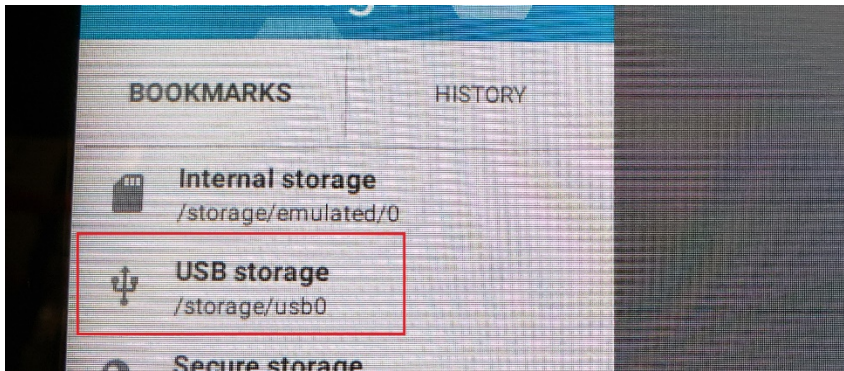 BOOKMARKS
HISTORY
Internal storage
/storage/emulated/0
USB storage
/storage/usb0
Secure storage